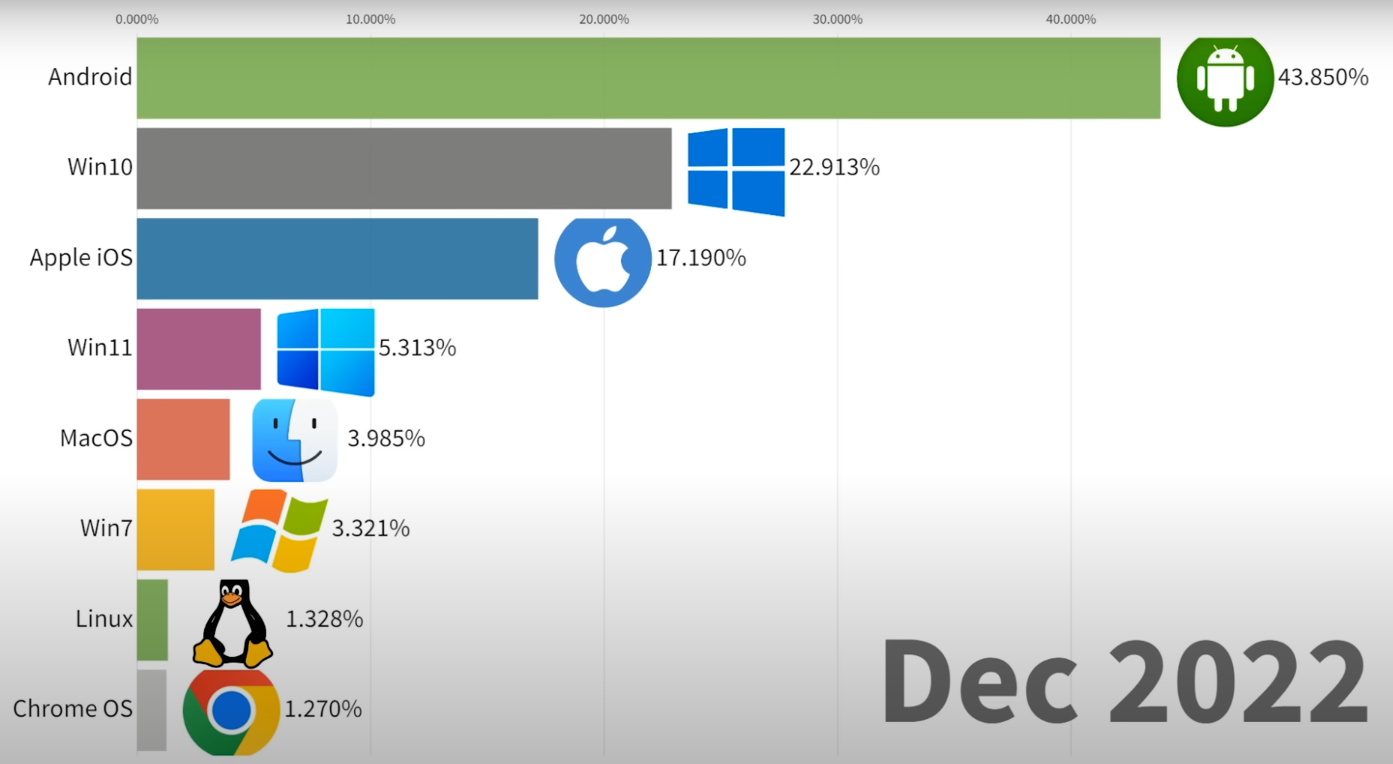 0.000% 10.000% 20.000% 30.000% 40.000%
Android 43.850%
Win10 22.913%
Apple iOS 17.190%
Win11 5.313%
MacOS 3.985%
Win7 3.321%
Linux 1.328%
Chrome OS 1.270%
Dec 2022